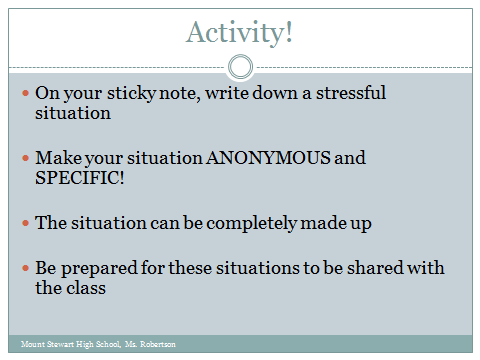 Activity!
On your sticky note, write down a stressful
situation
Make your situation ANONYMOUS and
SPECIFIC!
The situation can be completely made up
Be prepared for these situations to be shared with
the class
Mount Stewart High School, Ms. Robertson